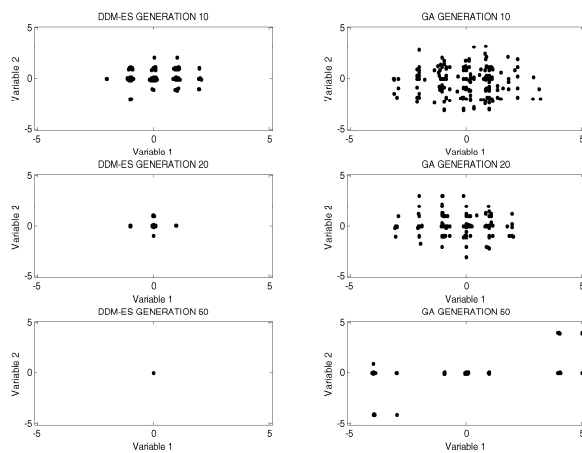 DDM-ES GENERATION 10
5
0
-5
-5
0
5
Variable 2
Variable 1
GA GENERATION 10
5
0
-5
-5
0
5
Variable 2
Variable 1
DDM-ES GENERATION 20
5
0
-5
-5
0
5
Variable 2
Variable 1
GA GENERATION 20
5
0
-5
-5
0
5
Variable 2
Variable 1
DDM-ES GENERATION 50
5
0
-5
-5
0
5
Variable 2
Variable 1
GA GENERATION 50
5
0
-5
-5
0
5
Variable 2
Variable 1